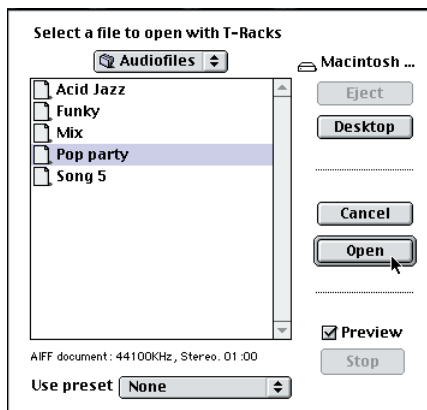 Select a file to open with T-Racks
Audiofiles
Macintosh ...
Acid Jazz
Funky
Mix
Pop party
Song 5
Eject
Desktop
Cancel
Open
Preview
Stop
AIFF document: 44100KHz, Stereo. 01:00
Use preset None